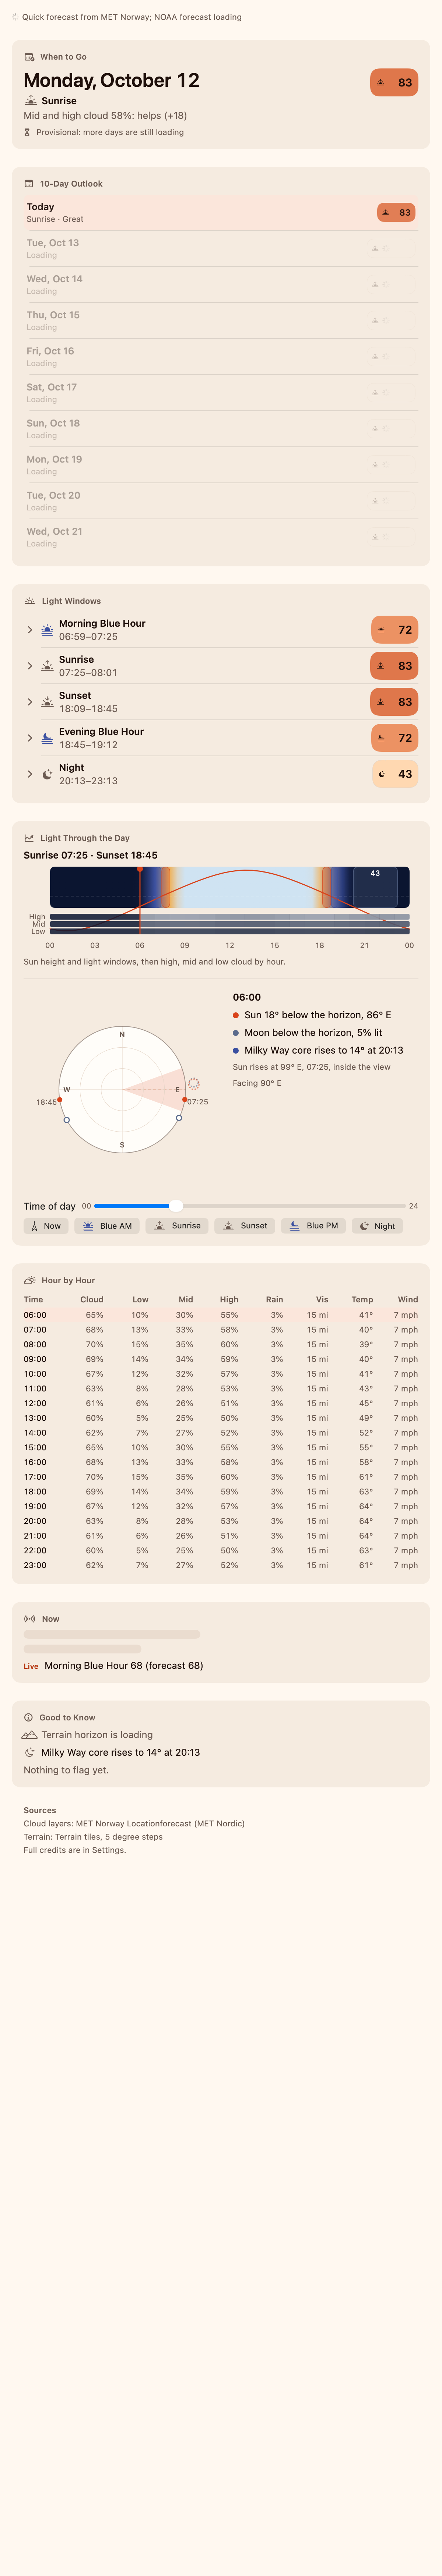 Quick forecast from MET Norway; NOAA forecast loading
When to Go
Monday, October 12
83
Sunrise
Mid and high cloud 58%: helps (+18)
Provisional: more days are still loading
10-Day Outlook
Today
Sunrise · Great
83
Tue, Oct 13
Loading
Wed, Oct 14
Loading
Thu, Oct 15
Loading
Fri, Oct 16
Loading
Sat, Oct 17
Loading
Sun, Oct 18
Loading
Mon, Oct 19
Loading
Tue, Oct 20
Loading
Wed, Oct 21
Loading
Light Windows
Morning Blue Hour
06:59–07:25
72
Sunrise
07:25–08:01
83
Sunset
18:09–18:45
83
Evening Blue Hour
18:45–19:12
72
Night
20:13–23:13
43
Light Through the Day
Sunrise 07:25 · Sunset 18:45
43
High
Mid
Low
00 03 06 09 12 15 18 21 00
Sun height and light windows, then high, mid and low cloud by hour.
N
W
E
S
18:45
07:25
06:00
Sun 18° below the horizon, 86° E
Moon below the horizon, 5% lit
Milky Way core rises to 14° at 20:13
Sun rises at 99° E, 07:25, inside the view
Facing 90° E
Time of day 00 24
Now Blue AM Sunrise Sunset Blue PM Night
Hour by Hour
Time Cloud Low Mid High Rain Vis Temp Wind
06:00 65% 10% 30% 55% 3% 15 mi 41° 7 mph
07:00 68% 13% 33% 58% 3% 15 mi 40° 7 mph
08:00 70% 15% 35% 60% 3% 15 mi 39° 7 mph
09:00 69% 14% 34% 59% 3% 15 mi 40° 7 mph
10:00 67% 12% 32% 57% 3% 15 mi 41° 7 mph
11:00 63% 8% 28% 53% 3% 15 mi 43° 7 mph
12:00 61% 6% 26% 51% 3% 15 mi 45° 7 mph
13:00 60% 5% 25% 50% 3% 15 mi 49° 7 mph
14:00 62% 7% 27% 52% 3% 15 mi 52° 7 mph
15:00 65% 10% 30% 55% 3% 15 mi 55° 7 mph
16:00 68% 13% 33% 58% 3% 15 mi 58° 7 mph
17:00 70% 15% 35% 60% 3% 15 mi 61° 7 mph
18:00 69% 14% 34% 59% 3% 15 mi 63° 7 mph
19:00 67% 12% 32% 57% 3% 15 mi 64° 7 mph
20:00 63% 8% 28% 53% 3% 15 mi 64° 7 mph
21:00 61% 6% 26% 51% 3% 15 mi 64° 7 mph
22:00 60% 5% 25% 50% 3% 15 mi 63° 7 mph
23:00 62% 7% 27% 52% 3% 15 mi 61° 7 mph
Now
Live Morning Blue Hour 68 (forecast 68)
Good to Know
Terrain horizon is loading
Milky Way core rises to 14° at 20:13
Nothing to flag yet.
Sources
Cloud layers: MET Norway Locationforecast (MET Nordic)
Terrain: Terrain tiles, 5 degree steps
Full credits are in Settings.